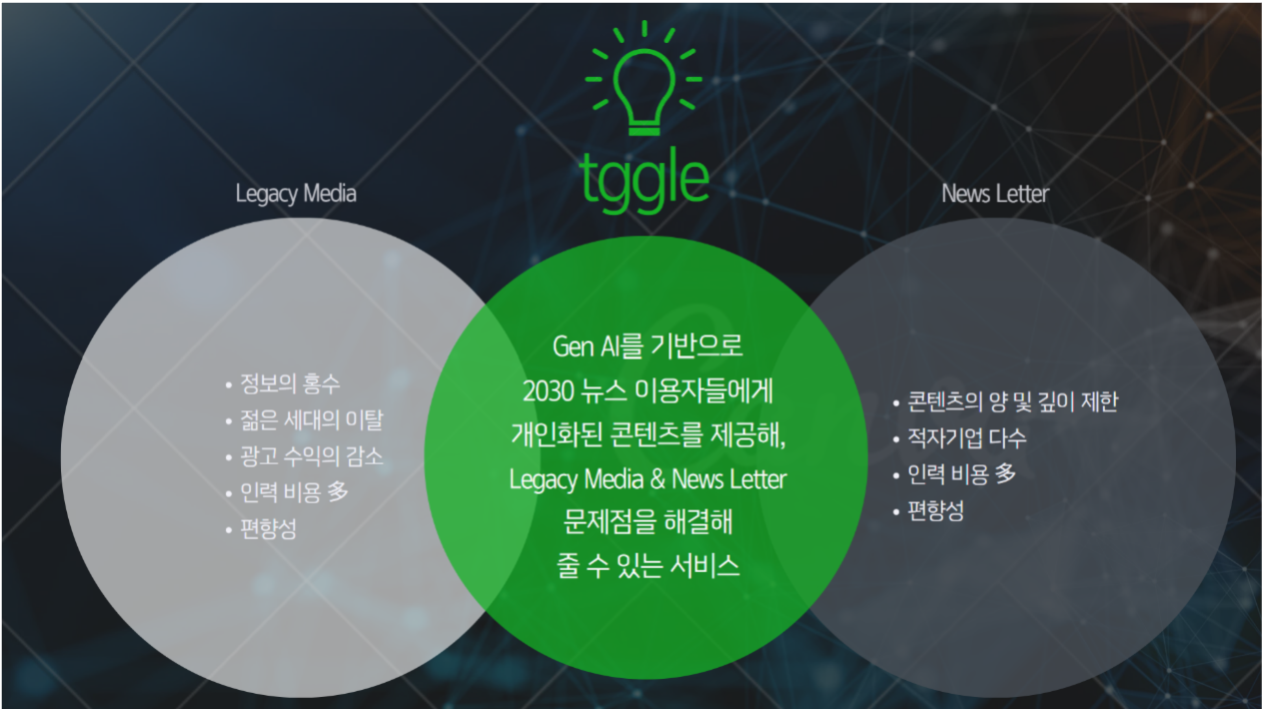 tggle
Legacy Media
News Letter
• 정보의 홍수
• 젊은 세대의 이탈
• 광고 수익의 감소
• 인력 비용 多
• 편향성
Gen AI를 기반으로
2030 뉴스 이용자들에게
개인화된 콘텐츠를 제공해,
Legacy Media & News Letter
문제점을 해결해
줄 수 있는 서비스
• 콘텐츠의 양 및 깊이 제한
• 적자기업 다수
• 인력 비용 多
• 편향성